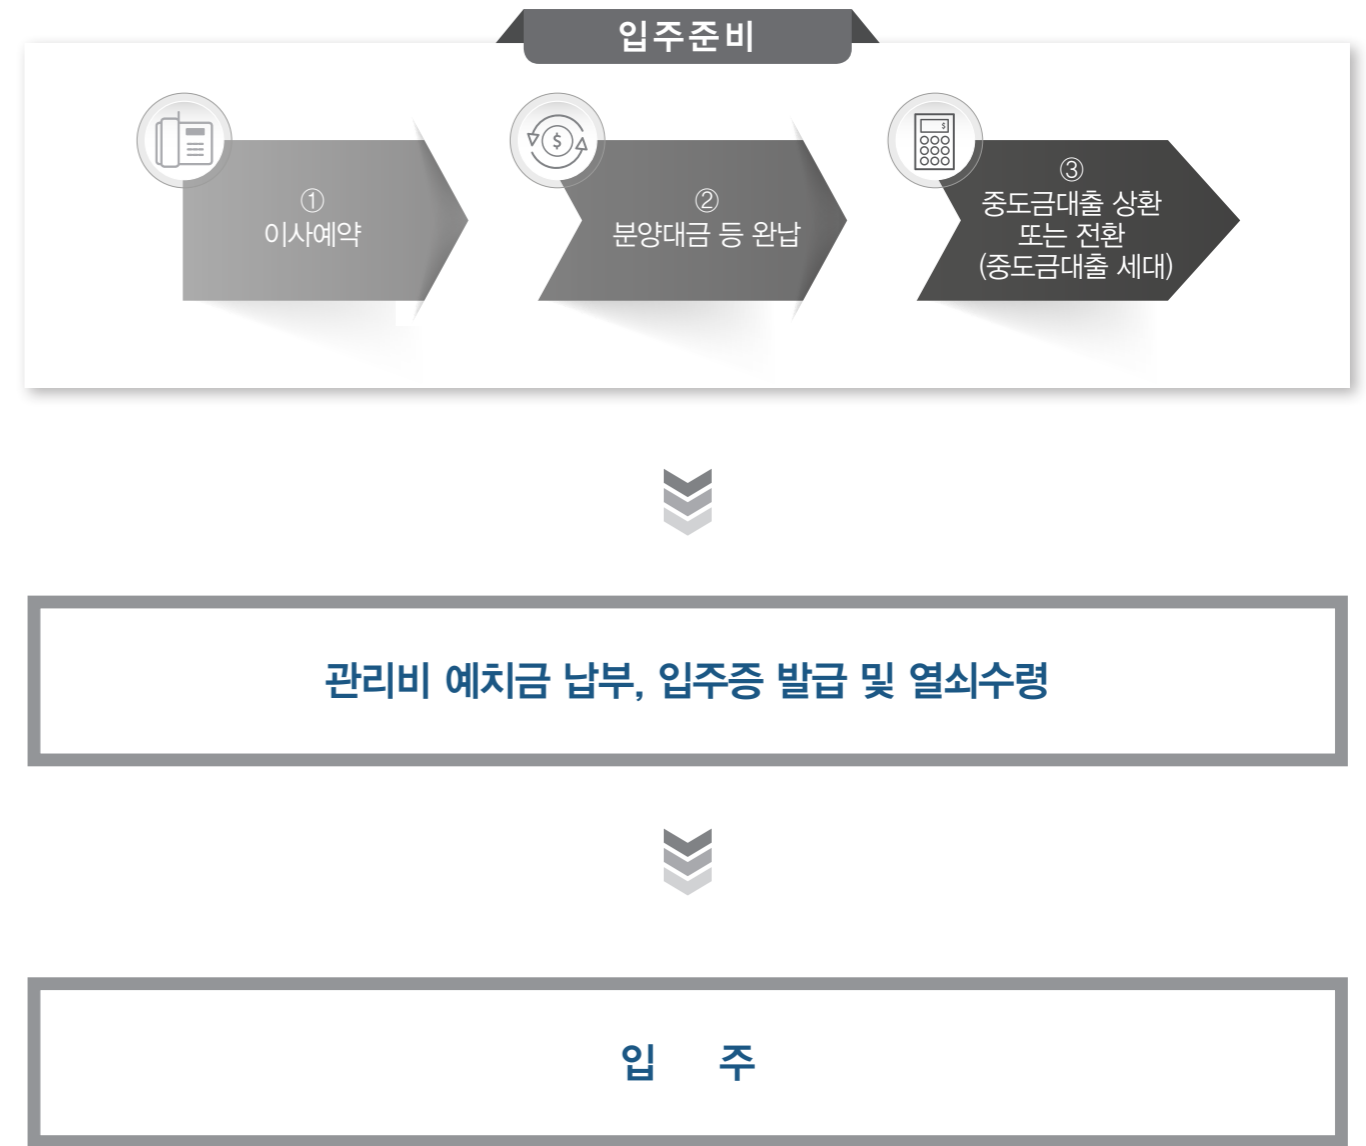 입주준비
①
이사예약
②
분양대금 등 완납
③
중도금대출 상환
또는 전환
(중도금대출 세대)
관리비 예치금 납부, 입주증 발급 및 열쇠수령
입 주